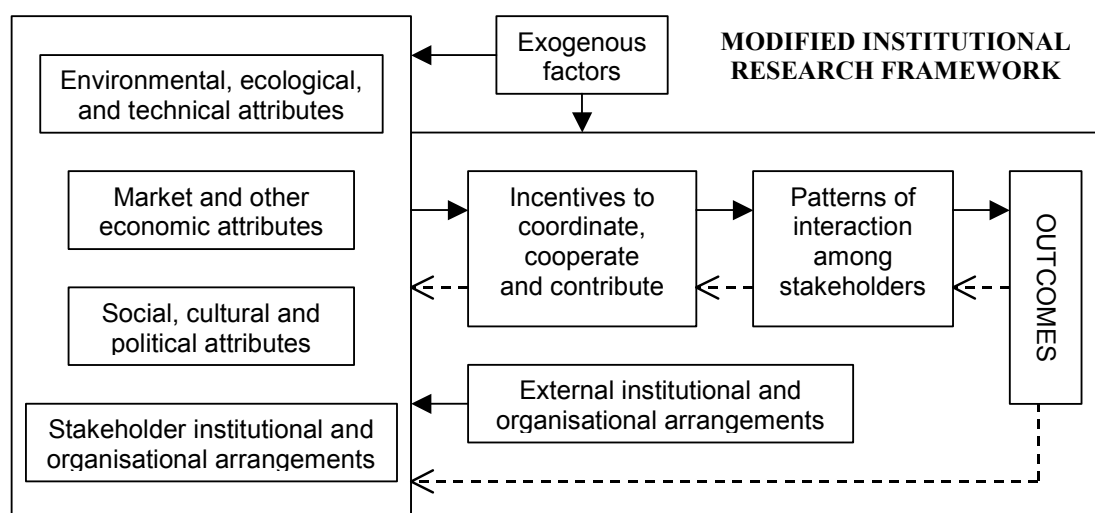 Exogenous
factors
MODIFIED INSTITUTIONAL
RESEARCH FRAMEWORK
Environmental, ecological,
and technical attributes
Market and other
economic attributes
Social, cultural and
political attributes
Stakeholder institutional and
organisational arrangements
Incentives to
coordinate,
cooperate
and contribute
Patterns of
interaction
among
stakeholders
OUTCOMES
External institutional and
organisational arrangements